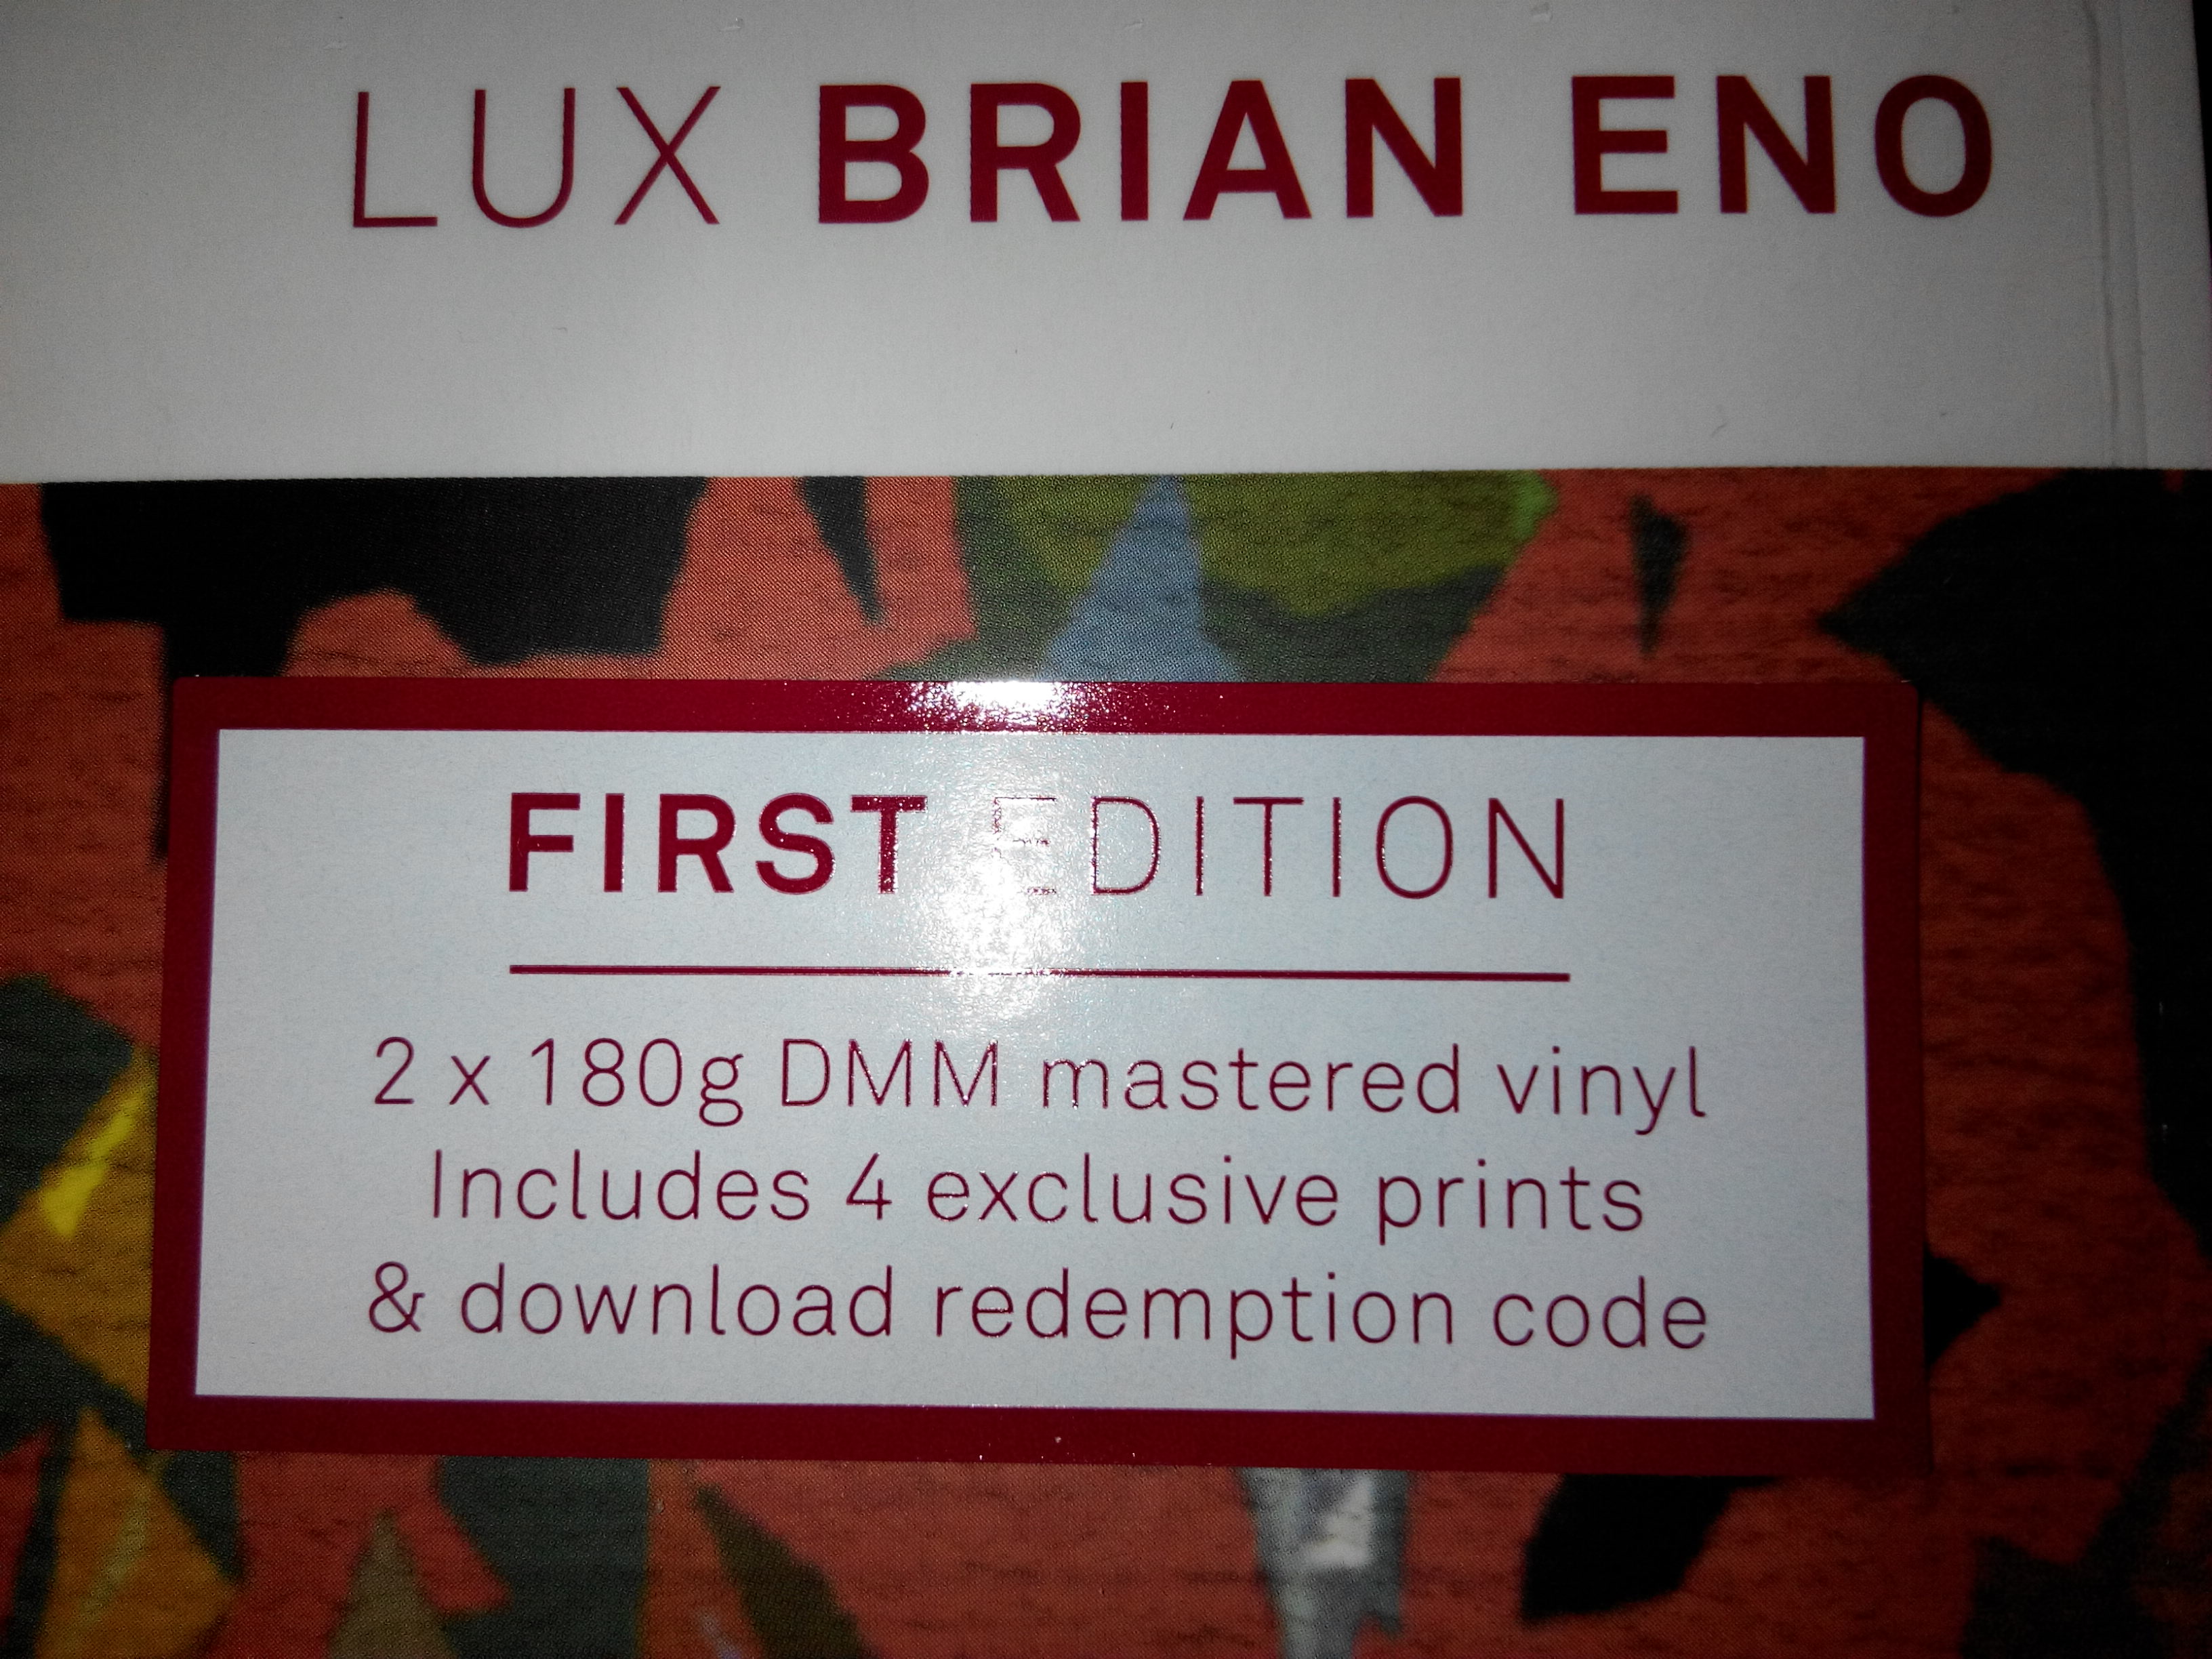 LUX BRIAN ENO
FIRST EDITION
2 x 180g DMM mastered vinyl
Includes 4 exclusive prints
& download redemption code